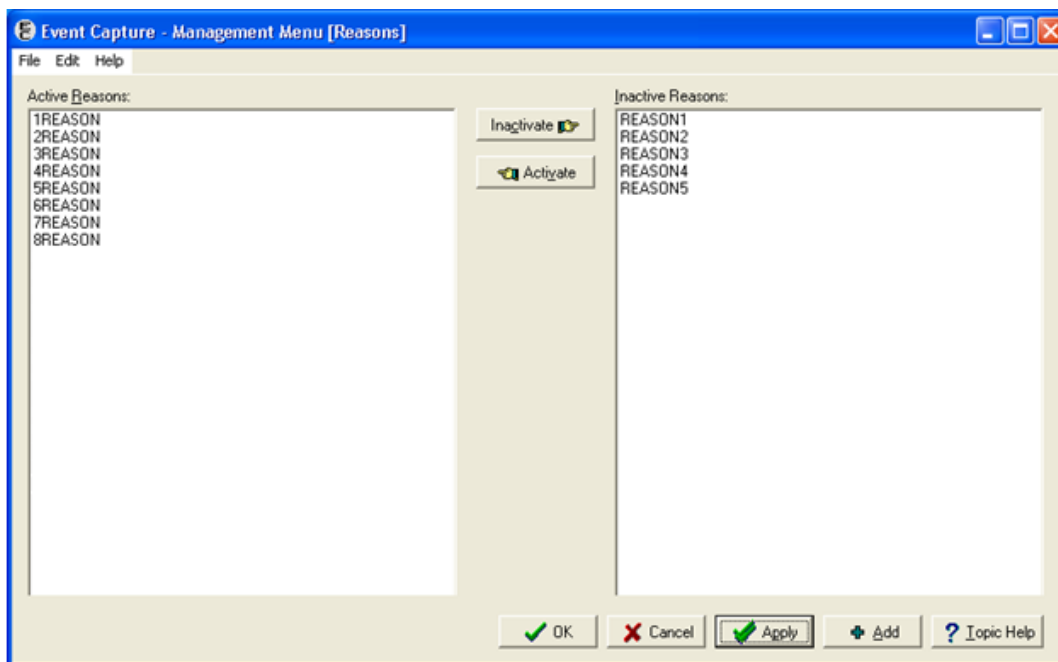 Event Capture - Management Menu [Reasons]
File Edit Help
Active Reasons:
1REASON
2REASON
3REASON
4REASON
5REASON
6REASON
7REASON
8REASON
Inactivate
Activate
Inactive Reasons:
REASON1
REASON2
REASON3
REASON4
REASON5
OK Cancel Apply Add ? Topic Help